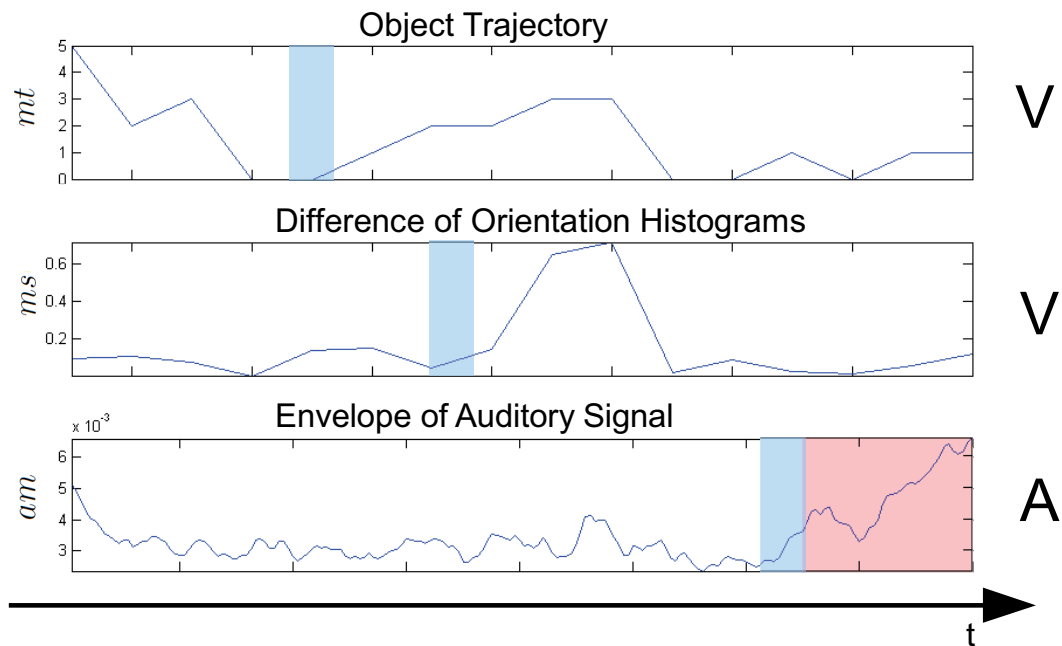 Object Trajectory
5
4
3
2
1
0
mt
V
Difference of Orientation Histograms
0.6
0.4
0.2
ms
V
Envelope of Auditory Signal
x 10⁻³
6
5
4
3
am
A
t